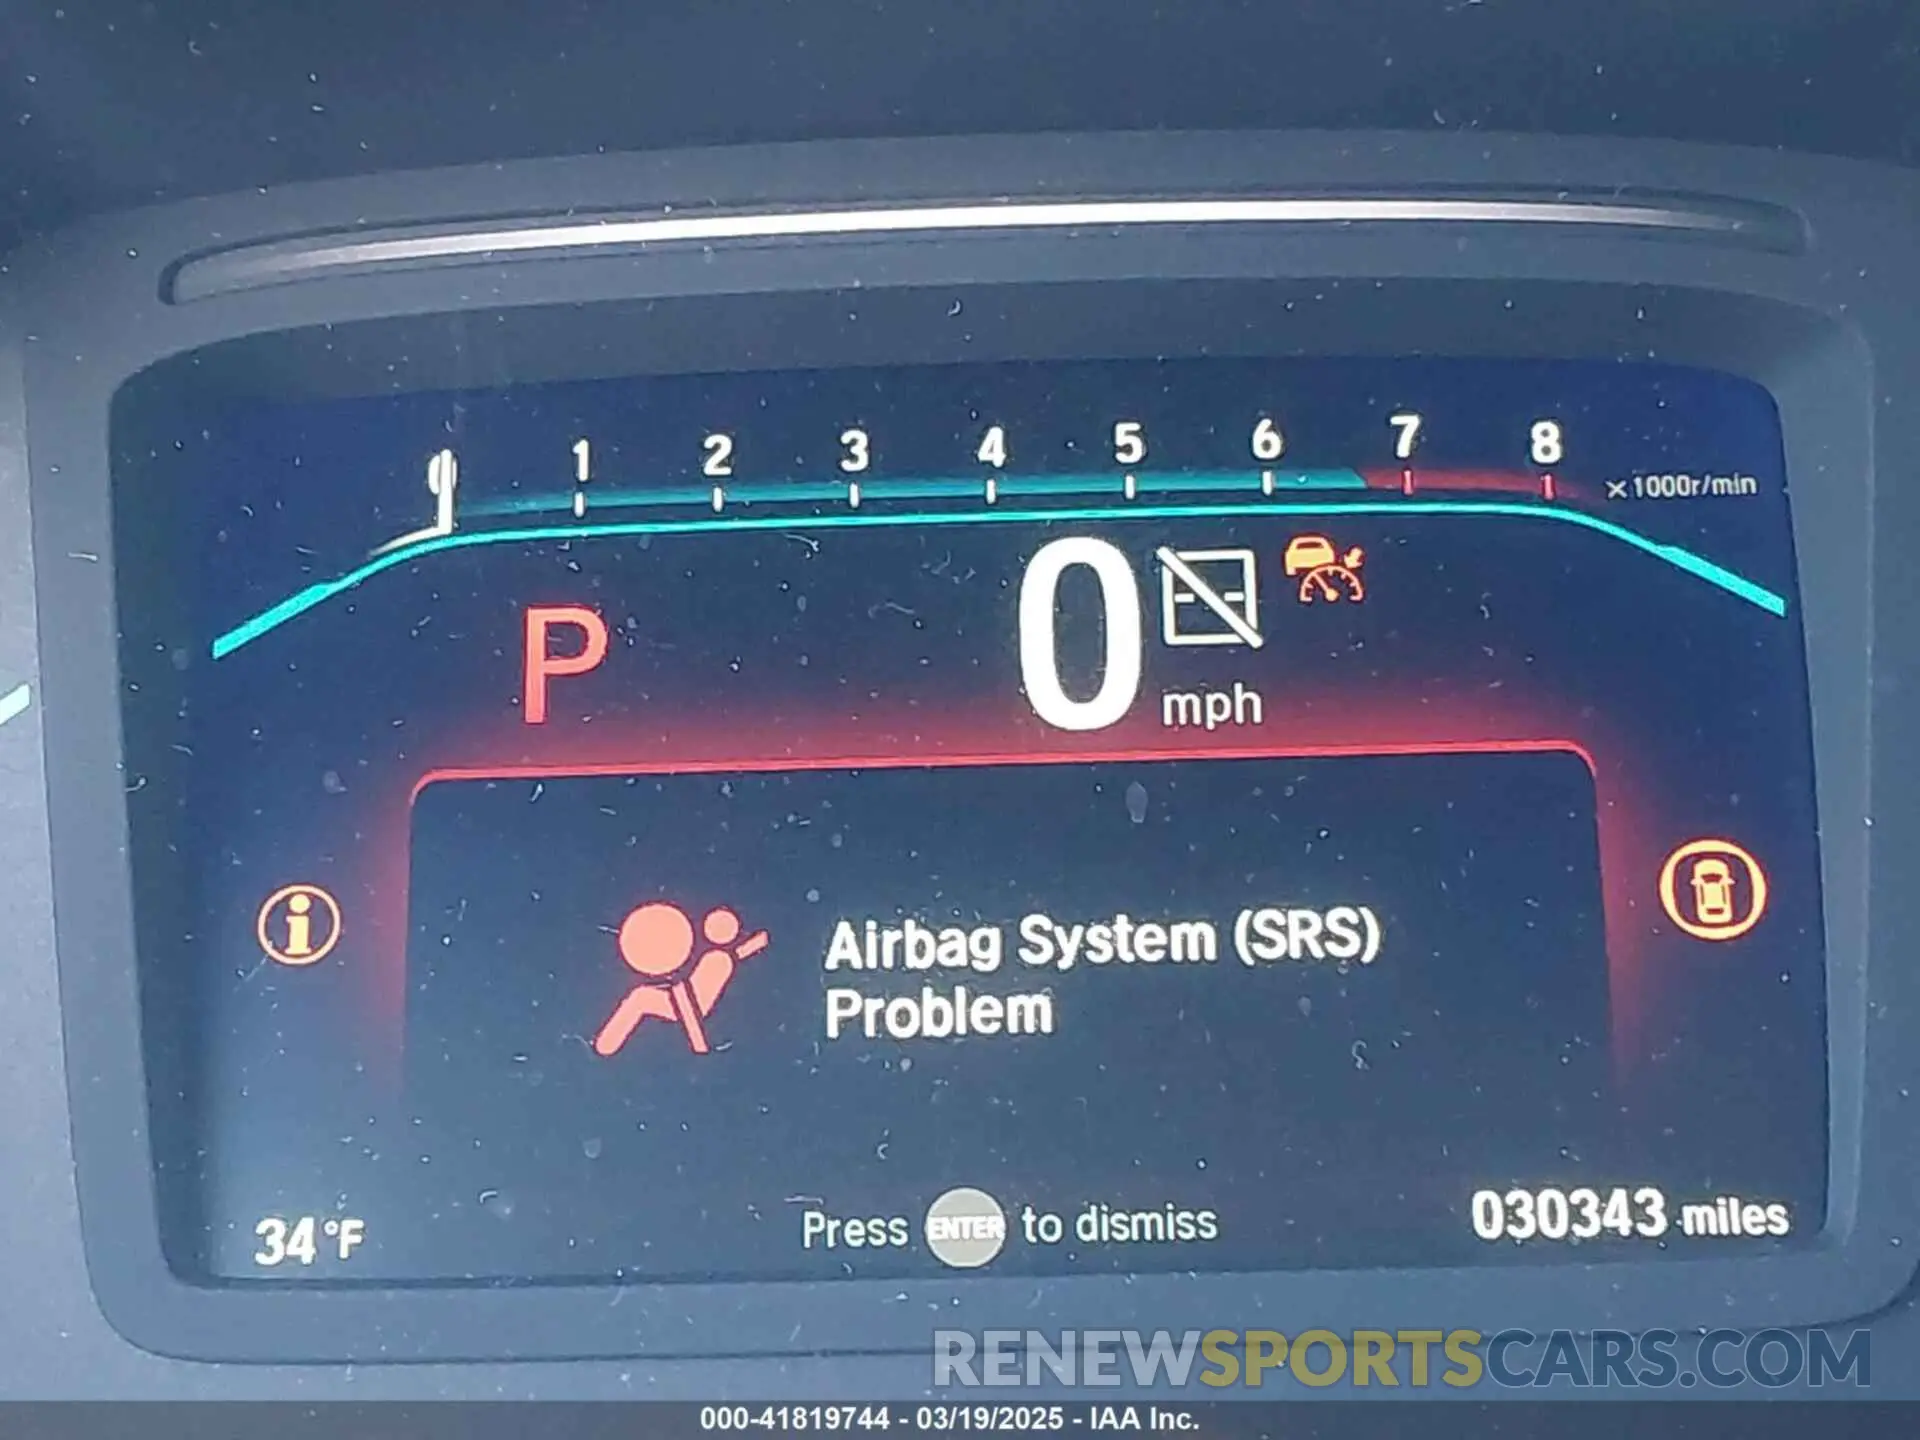 0 1 2 3 4 5 6 7 8
×1000r/min
P 0 mph
Airbag System (SRS)
Problem
34°F
Press ENTER to dismiss
030343 miles
RENEWSPORTSCARS.COM
000-41819744 - 03/19/2025 - IAA Inc.